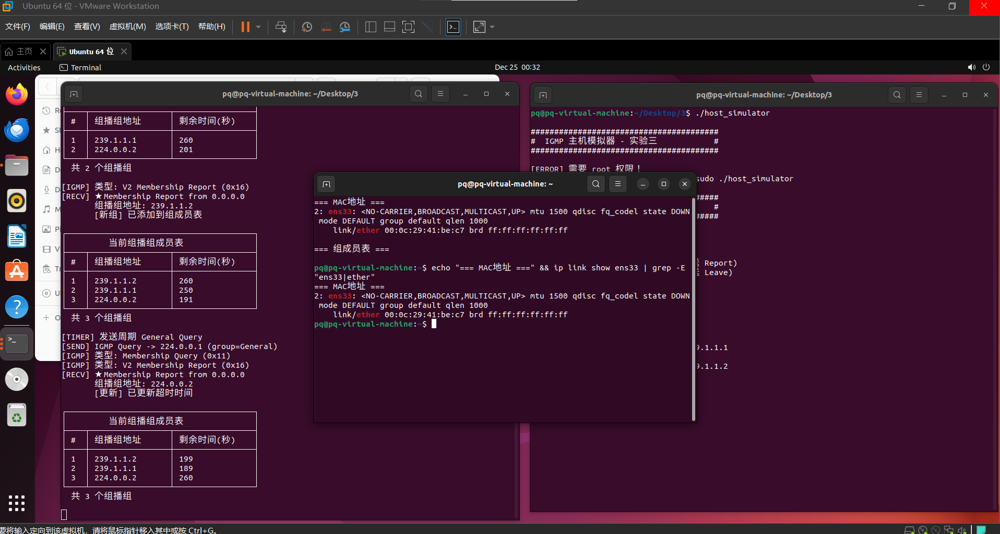 Ubuntu 64 位 - VMware Workstation
文件(F) 编辑(E) 查看(V) 虚拟机(M) 选项卡(T) 帮助(H)
主页 Ubuntu 64 位
Activities Terminal Dec 25 00:32
pq@pq-virtual-machine: ~/Desktop/3
# 组播组地址 剩余时间(秒)
1 239.1.1.1 260
2 224.0.0.2 201
共 2 个组播组
[IGMP] 类型: V2 Membership Report (0x16)
[RECV] ★Membership Report from 0.0.0.0
组播组地址: 239.1.1.2
[新组] 已添加到组成员表
当前组播组成员表
# 组播组地址 剩余时间(秒)
1 239.1.1.2 260
2 239.1.1.1 250
3 224.0.0.2 191
共 3 个组播组
[TIMER] 发送周期 General Query
[SEND] IGMP Query -> 224.0.0.1 (group=General)
[IGMP] 类型: Membership Query (0x11)
[IGMP] 类型: V2 Membership Report (0x16)
[RECV] ★Membership Report from 0.0.0.0
组播组地址: 224.0.0.2
[更新] 已更新超时时间
当前组播组成员表
# 组播组地址 剩余时间(秒)
1 239.1.1.2 199
2 239.1.1.1 189
3 224.0.0.2 260
共 3 个组播组
pq@pq-virtual-machine: ~
=== MAC地址 ===
2: ens33: <NO-CARRIER,BROADCAST,MULTICAST,UP> mtu 1500 qdisc fq_codel state DOWN
mode DEFAULT group default qlen 1000
link/ether 00:0c:29:41:be:c7 brd ff:ff:ff:ff:ff:ff
=== 组成员表 ===
pq@pq-virtual-machine:~$ echo "=== MAC地址 ===" && ip link show ens33 | grep -E
"ens33|ether"
=== MAC地址 ===
2: ens33: <NO-CARRIER,BROADCAST,MULTICAST,UP> mtu 1500 qdisc fq_codel state DOWN
mode DEFAULT group default qlen 1000
link/ether 00:0c:29:41:be:c7 brd ff:ff:ff:ff:ff:ff
pq@pq-virtual-machine:~$
pq@pq-virtual-machine: ~/Desktop/3
pq@pq-virtual-machine:~/Desktop/3$ ./host_simulator
########################################
# IGMP 主机模拟器 - 实验三 #
########################################
[ERROR] 需要 root 权限！
sudo ./host_simulator
#####
#
#####
Report)
Leave)
.1.1.1
.1.1.2
要将输入定向到该虚拟机，请将鼠标指针移入其中或按 Ctrl+G。